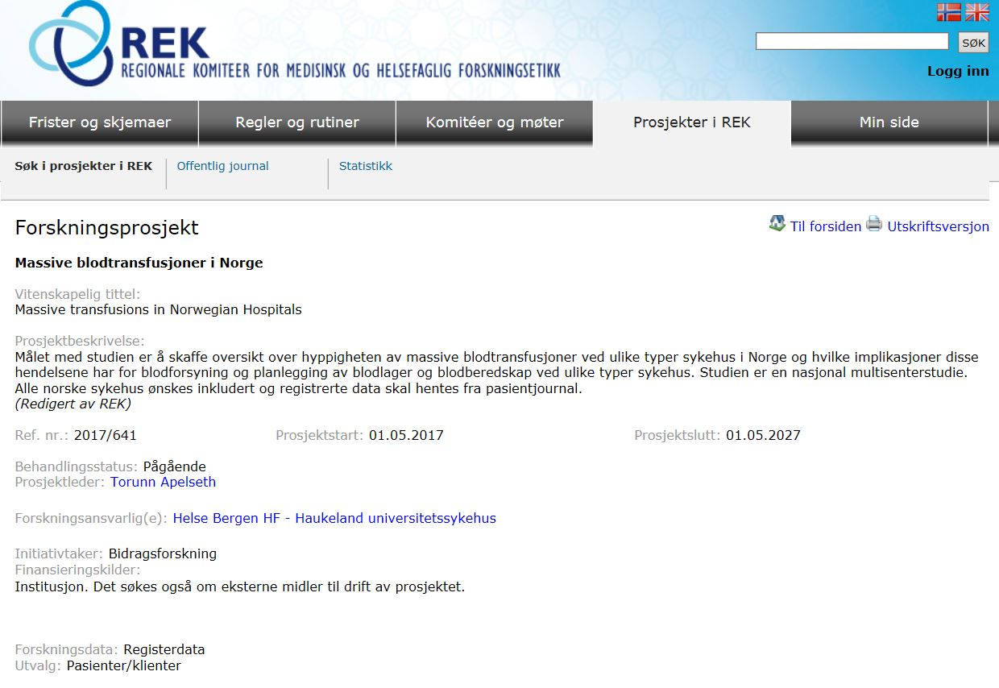 REK
REGIONALE KOMITEER FOR MEDISINSK OG HELSEFAGLIG FORSKNINGSETIKK
SØK
Logg inn
Frister og skjemaer Regler og rutiner Komitéer og møter Prosjekter i REK Min side
Søk i prosjekter i REK Offentlig journal Statistikk
Forskningsprosjekt Til forsiden Utskriftsversjon
Massive blodtransfusjoner i Norge
Vitenskapelig tittel:
Massive transfusions in Norwegian Hospitals
Prosjektbeskrivelse:
Målet med studien er å skaffe oversikt over hyppigheten av massive blodtransfusjoner ved ulike typer sykehus i Norge og hvilke implikasjoner disse
hendelsene har for blodforsyning og planlegging av blodlager og blodberedskap ved ulike typer sykehus. Studien er en nasjonal multisenterstudie.
Alle norske sykehus ønskes inkludert og registrerte data skal hentes fra pasientjournal.
(Redigert av REK)
Ref. nr.: 2017/641 Prosjektstart: 01.05.2017 Prosjektslutt: 01.05.2027
Behandlingsstatus: Pågående
Prosjektleder: Torunn Apelseth
Forskningsansvarlig(e): Helse Bergen HF - Haukeland universitetssykehus
Initiativtaker: Bidragsforskning
Finansieringskilder:
Institusjon. Det søkes også om eksterne midler til drift av prosjektet.
Forskningsdata: Registerdata
Utvalg: Pasienter/klienter